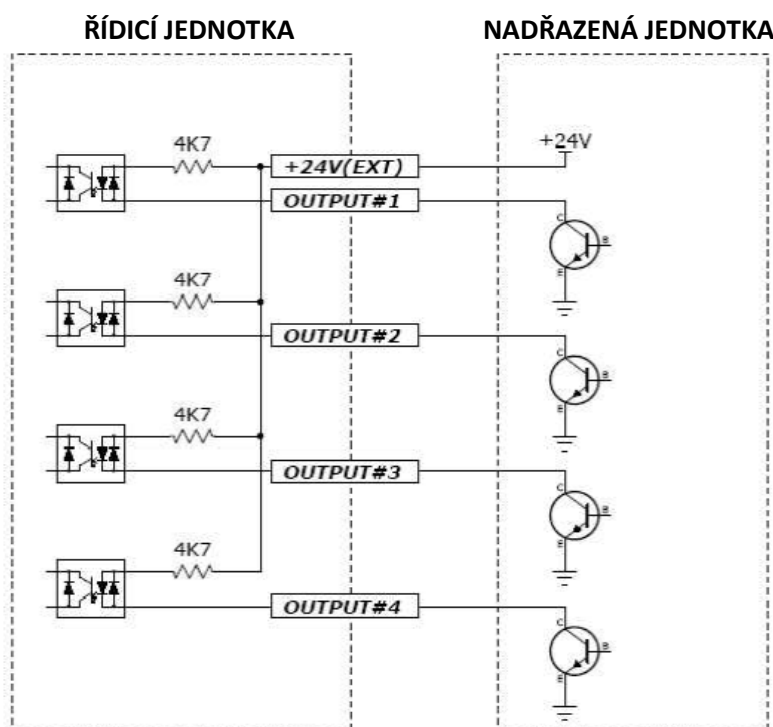 ŘÍDICÍ JEDNOTKA
NADŘAZENÁ JEDNOTKA
4K7
+24V(EXT)
+24V
OUTPUT#1
C
B
E
4K7
OUTPUT#2
C
B
E
4K7
OUTPUT#3
C
B
E
4K7
OUTPUT#4
C
B
E